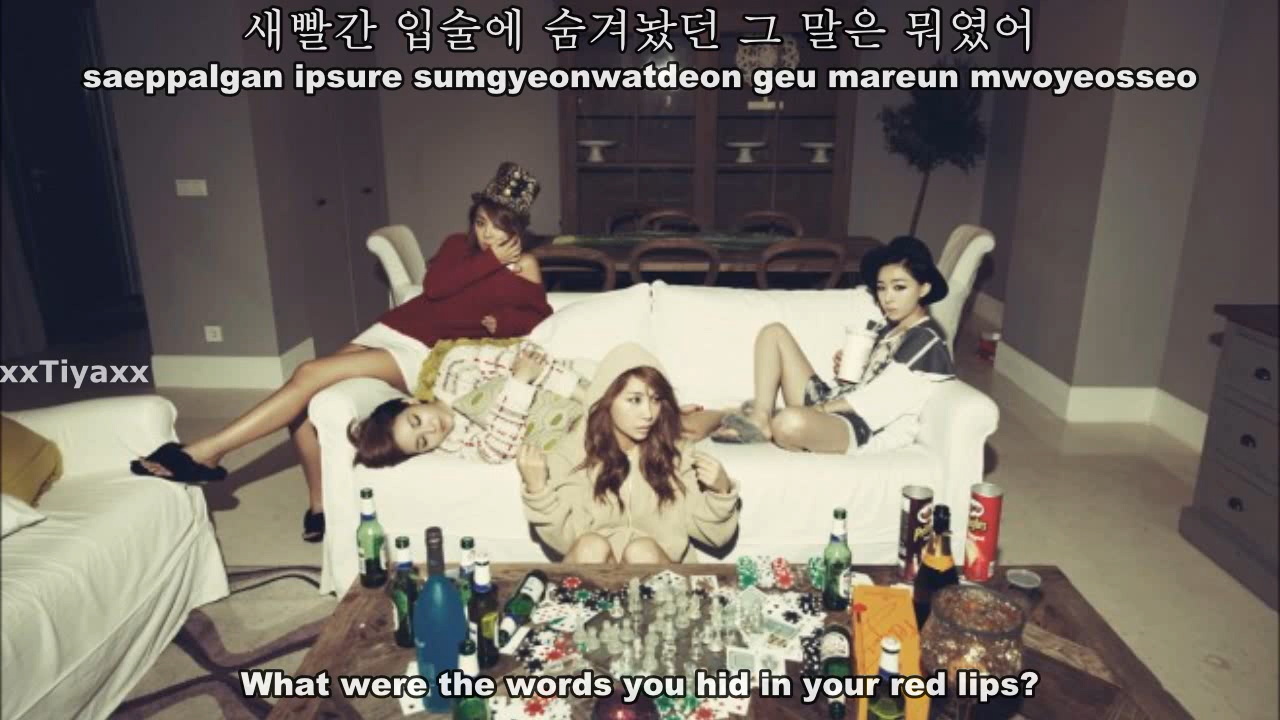 새빨간 입술에 숨겨놨던 그 말은 뭐였어
saeppalgan ipsure sumgyeonwatdeon geu mareun mwoyeosseo
xxTiyaxx
Pringles
What were the words you hid in your red lips?